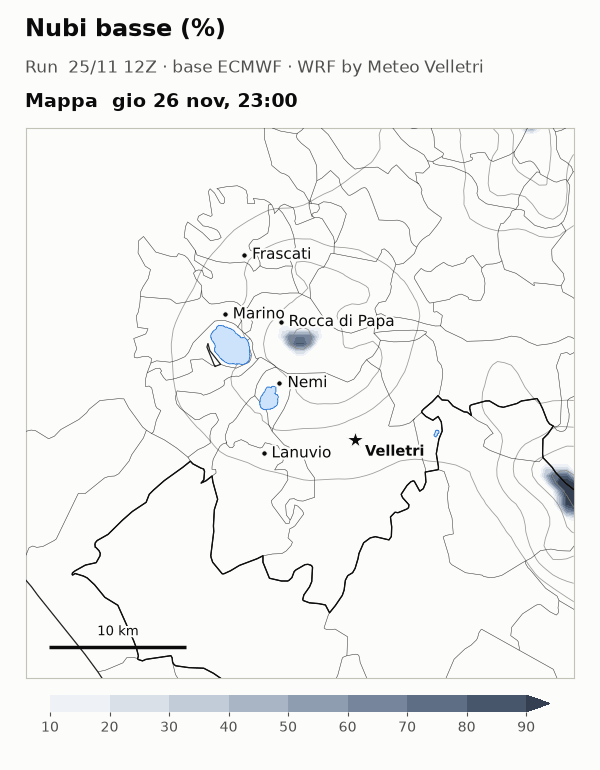 Nubi basse (%)
Run  25/11 12Z · base ECMWF · WRF by Meteo Velletri
Mappa  gio 26 nov, 23:00
Frascati
Marino
Rocca di Papa
Nemi
Velletri
Lanuvio
10 km
10 20 30 40 50 60 70 80 90